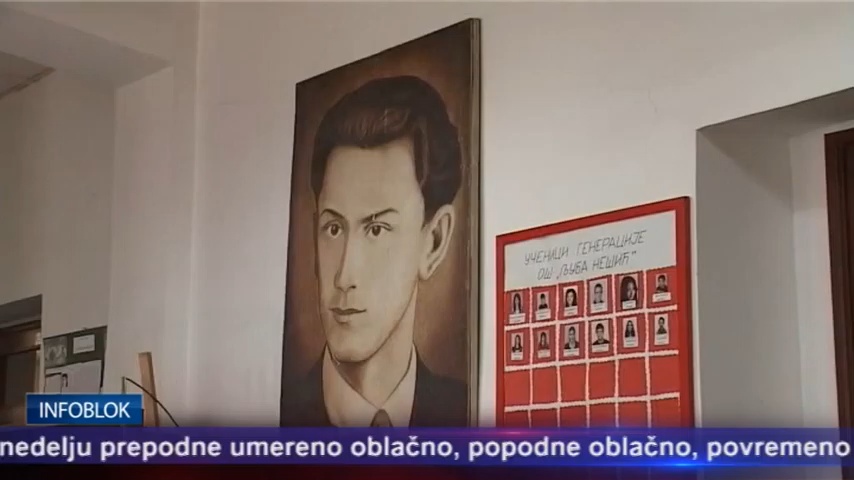 УЧЕНИЦИ ГЕНЕРАЦИЈЕ
ОШ „ЉУБА НЕШИЋ"
INFOBLOK
nedelju prepodne umereno oblačno, popodne oblačno, povremeno